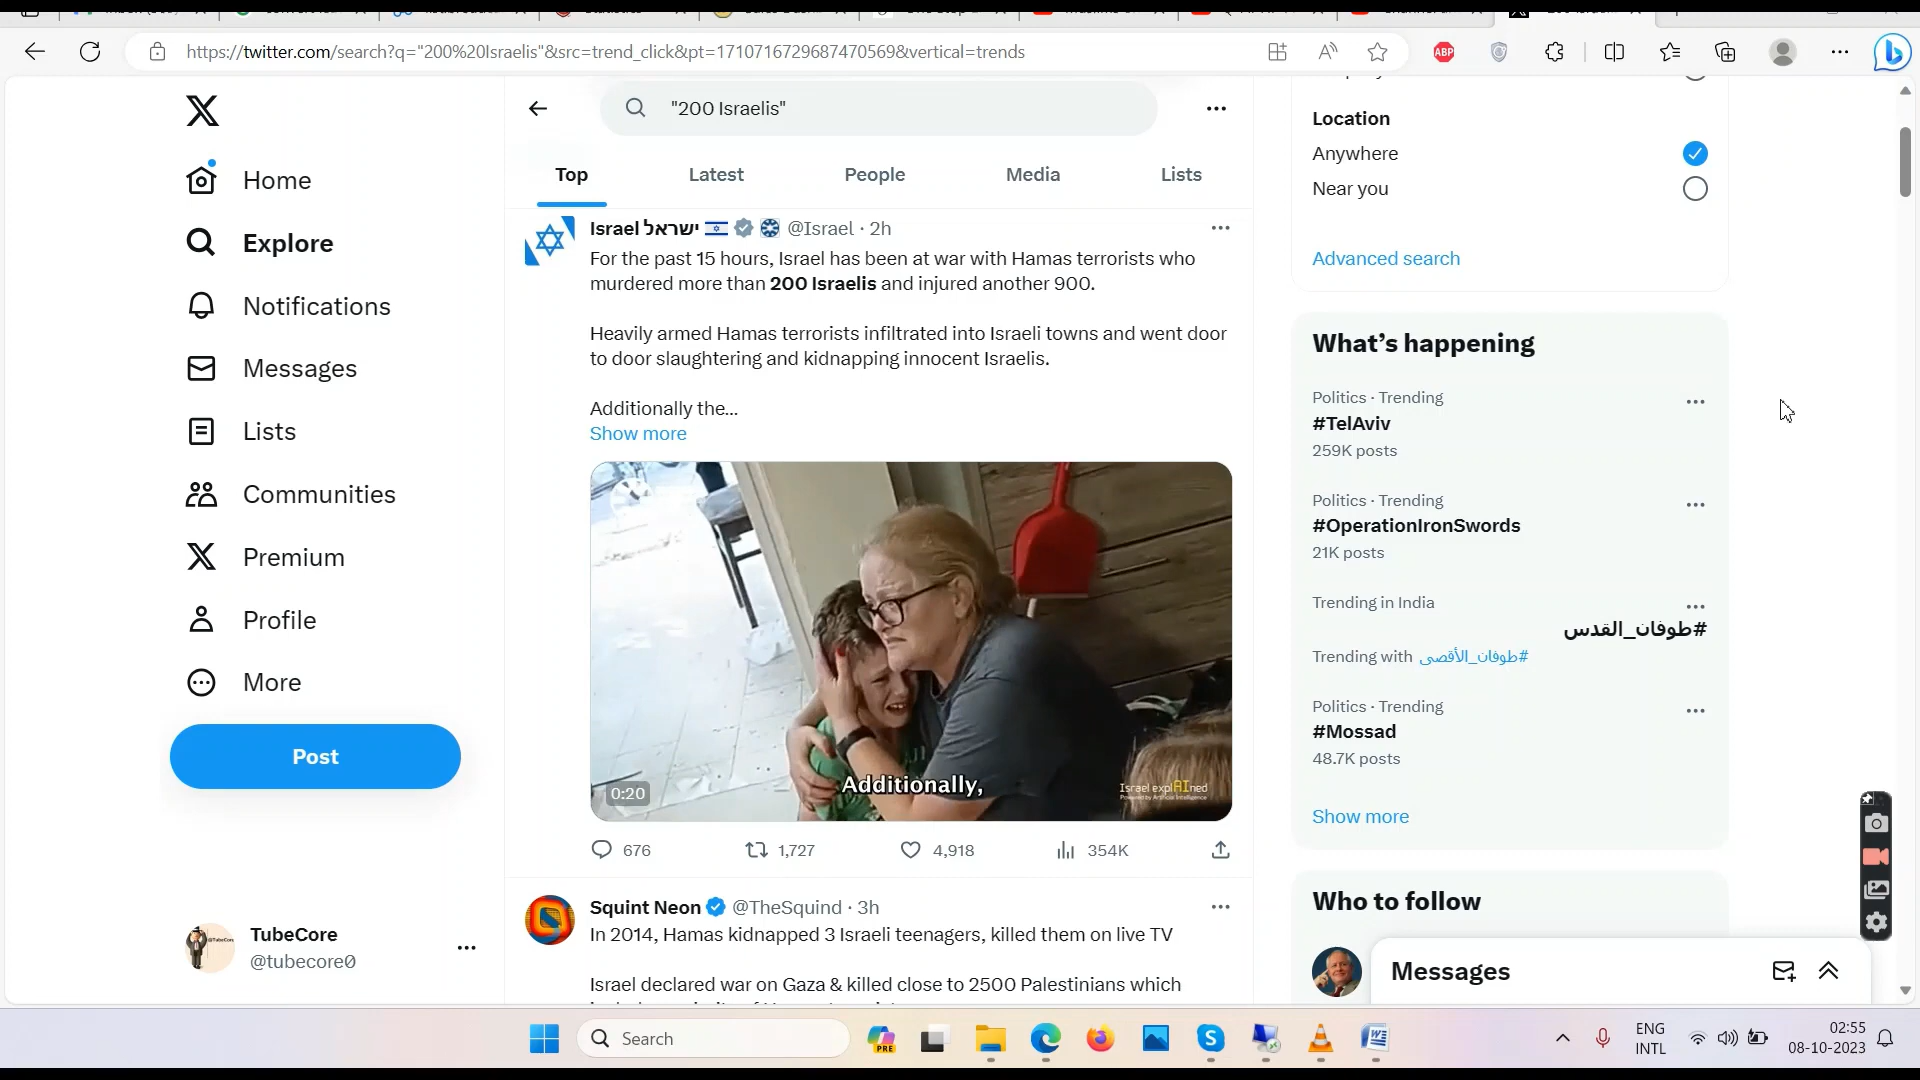 https://twitter.com/search?q="200%20Israelis"&src=trend_click&pt=1710716729687470569&vertical=trends
ABP
"200 Israelis"
Top
Latest
People
Media
Lists
Home
Explore
Notifications
Messages
Lists
Communities
Premium
Profile
More
Post
TubeCore
@tubecore0
Israel ישראל @Israel · 2h
For the past 15 hours, Israel has been at war with Hamas terrorists who
murdered more than 200 Israelis and injured another 900.
Heavily armed Hamas terrorists infiltrated into Israeli towns and went door
to door slaughtering and kidnapping innocent Israelis.
Additionally the...
Show more
Additionally,
0:20
Israel explAIned
Powered by Artificial Intelligence
676
1,727
4,918
354K
Squint Neon @TheSquind · 3h
In 2014, Hamas kidnapped 3 Israeli teenagers, killed them on live TV
Israel declared war on Gaza & killed close to 2500 Palestinians which
Location
Anywhere
Near you
Advanced search
What's happening
Politics · Trending
#TelAviv
259K posts
Politics · Trending
#OperationIronSwords
21K posts
Trending in India
#طوفان_القدس
Trending with #طوفان_الأقصى
Politics · Trending
#Mossad
48.7K posts
Show more
Who to follow
Messages
Search
PRE
ENG
INTL
02:55
08-10-2023